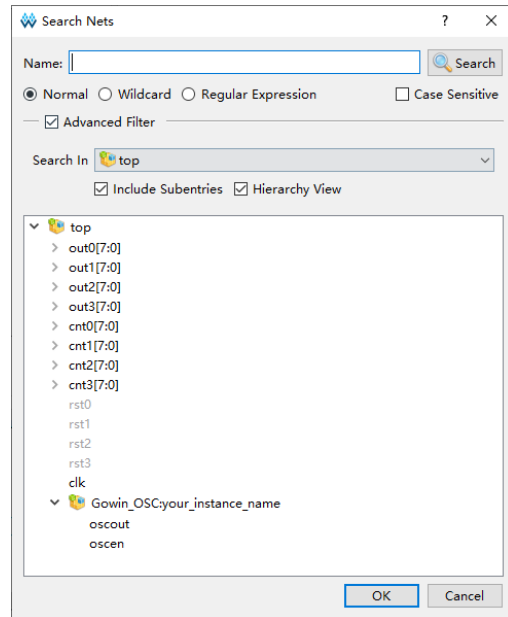 Search Nets
Name: Search
Normal Wildcard Regular Expression Case Sensitive
Advanced Filter
Search In top
Include Subentries Hierarchy View
top
out0[7:0]
out1[7:0]
out2[7:0]
out3[7:0]
cnt0[7:0]
cnt1[7:0]
cnt2[7:0]
cnt3[7:0]
rst0
rst1
rst2
rst3
clk
Gowin_OSC:your_instance_name
oscout
oscen
OK Cancel